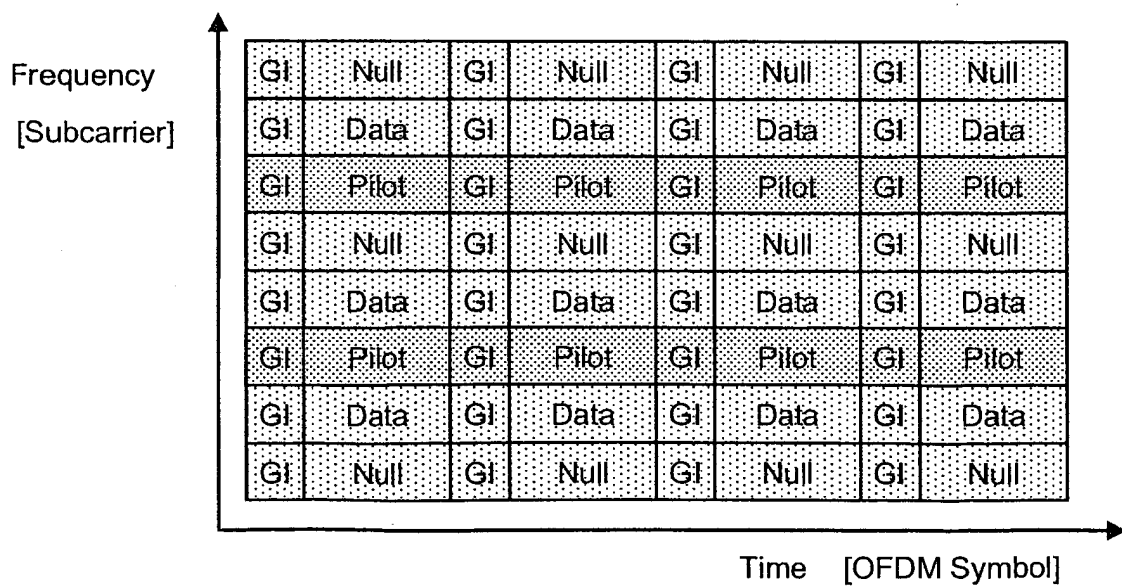 Frequency
[Subcarrier]
GI Null GI Null GI Null GI Null
GI Data GI Data GI Data GI Data
GI Pilot GI Pilot GI Pilot GI Pilot
GI Null GI Null GI Null GI Null
GI Data GI Data GI Data GI Data
GI Pilot GI Pilot GI Pilot GI Pilot
GI Data GI Data GI Data GI Data
GI Null GI Null GI Null GI Null
Time [OFDM Symbol]